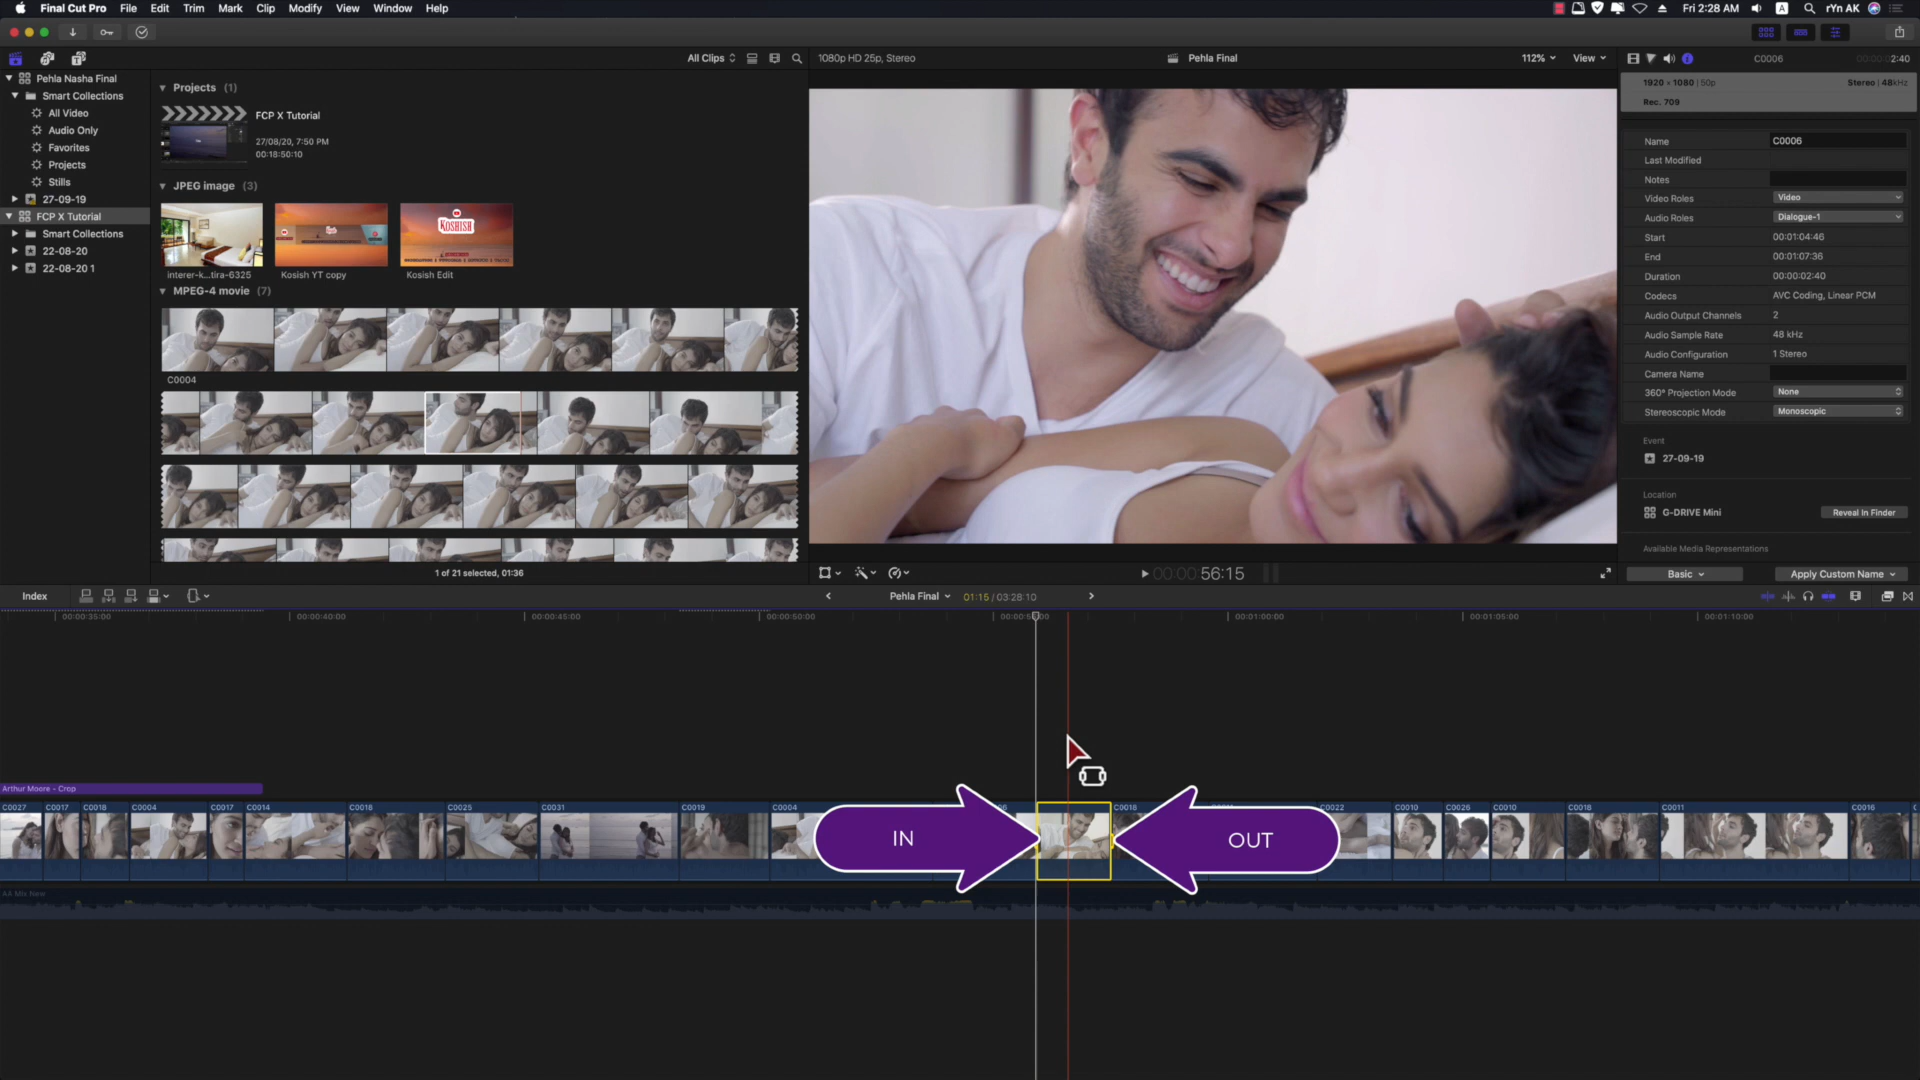 Final Cut Pro File Edit Trim Mark Clip Modify View Window Help
Fri 2:28 AM A rYn AK
All Clips
1080p HD 25p, Stereo
Pehla Final
112% View
C0006
2:40
1920 × 1080 | 50p
Stereo | 48kHz
Rec. 709
Pehla Nasha Final
Smart Collections
All Video
Audio Only
Favorites
Projects
Stills
27-09-19
FCP X Tutorial
Smart Collections
22-08-20
22-08-20 1
Projects (1)
FCP X Tutorial
27/08/20, 7:50 PM
00:18:50:10
JPEG image (3)
KOSHISH
interer-k...tira-6325
Kosish YT copy
Kosish Edit
MPEG-4 movie (7)
C0004
1 of 21 selected, 01:36
00:00 56:15
Name C0006
Last Modified
Notes
Video Roles Video
Audio Roles Dialogue-1
Start 00:01:04:46
End 00:01:07:36
Duration 00:00:02:40
Codecs AVC Coding, Linear PCM
Audio Output Channels 2
Audio Sample Rate 48 kHz
Audio Configuration 1 Stereo
Camera Name
360° Projection Mode None
Stereoscopic Mode Monoscopic
Event
27-09-19
Location
G-DRIVE Mini
Reveal In Finder
Available Media Representations
Basic
Apply Custom Name
Index
Pehla Final
01:15 / 03:28:10
00:00:35:00
00:00:40:00
00:00:45:00
00:00:50:00
00:01:00:00
00:01:05:00
00:01:10:00
Arthur Moore - Crop
C0027 C0017 C0018 C0004 C0017 C0014 C0018 C0025 C0031 C0019 C0004 C0018 C0022 C0019 C0026 C0010 C0018 C0011 C0016
IN
OUT
AA Mix New